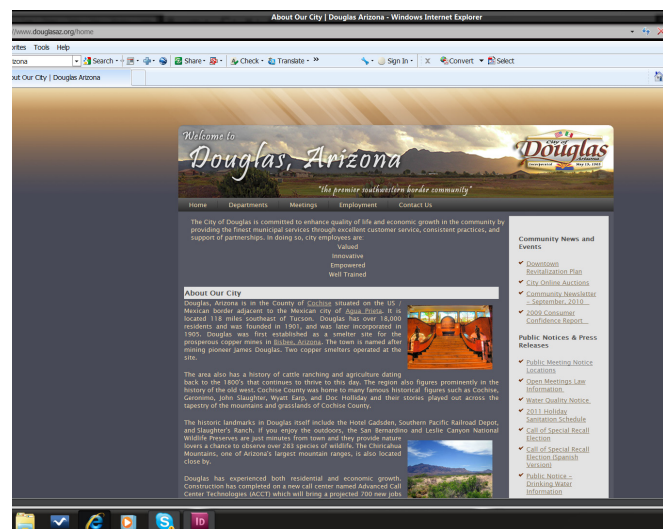 About Our City | Douglas Arizona - Windows Internet Explorer
//www.douglasaz.org/home
orites Tools Help
zona Search Share Check Translate » Sign In X Convert Select
out Our City | Douglas Arizona
Welcome to
Douglas, Arizona
"the premier southwestern border community"
City of
Douglas
Arizona
Incorporated May 15, 1905
Home Departments Meetings Employment Contact Us
The City of Douglas is committed to enhance quality of life and economic growth in the community by
providing the finest municipal services through excellent customer service, consistent practices, and
support of partnerships. In doing so, city employees are:
Valued
Innovative
Empowered
Well Trained
About Our City
Douglas, Arizona is in the County of Cochise situated on the US /
Mexican border adjacent to the Mexican city of Agua Prieta. It is
located 118 miles southeast of Tucson. Douglas has over 18,000
residents and was founded in 1901, and was later incorporated in
1905. Douglas was first established as a smelter site for the
prosperous copper mines in Bisbee, Arizona. The town is named after
mining pioneer James Douglas. Two copper smelters operated at the
site.
The area also has a history of cattle ranching and agriculture dating
back to the 1800's that continues to thrive to this day. The region also figures prominently in the
history of the old west. Cochise County was home to many famous historical figures such as Cochise,
Geronimo, John Slaughter, Wyatt Earp, and Doc Holliday and their stories played out across the
tapestry of the mountains and grasslands of Cochise County.
The historic landmarks in Douglas itself include the Hotel Gadsden, Southern Pacific Railroad Depot,
and Slaughter's Ranch. If you enjoy the outdoors, the San Bernardino and Leslie Canyon National
Wildlife Preserves are just minutes from town and they provide nature
lovers a chance to observe over 283 species of wildlife. The Chiricahua
Mountains, one of Arizona's largest mountain ranges, is also located
close by.
Douglas has experienced both residential and economic growth.
Construction has completed on a new call center named Advanced Call
Center Technologies (ACCT) which will bring a projected 700 new jobs
Community News and
Events
Downtown
Revitalization Plan
City Online Auctions
Community Newsletter
– September, 2010
2009 Consumer
Confidence Report
Public Notices & Press
Releases
Public Meeting Notice
Locations
Open Meetings Law
Information
Water Quality Notice
2011 Holiday
Sanitation Schedule
Call of Special Recall
Election
Call of Special Recall
Election (Spanish
Version)
Public Notice –
Drinking Water
Information
ID